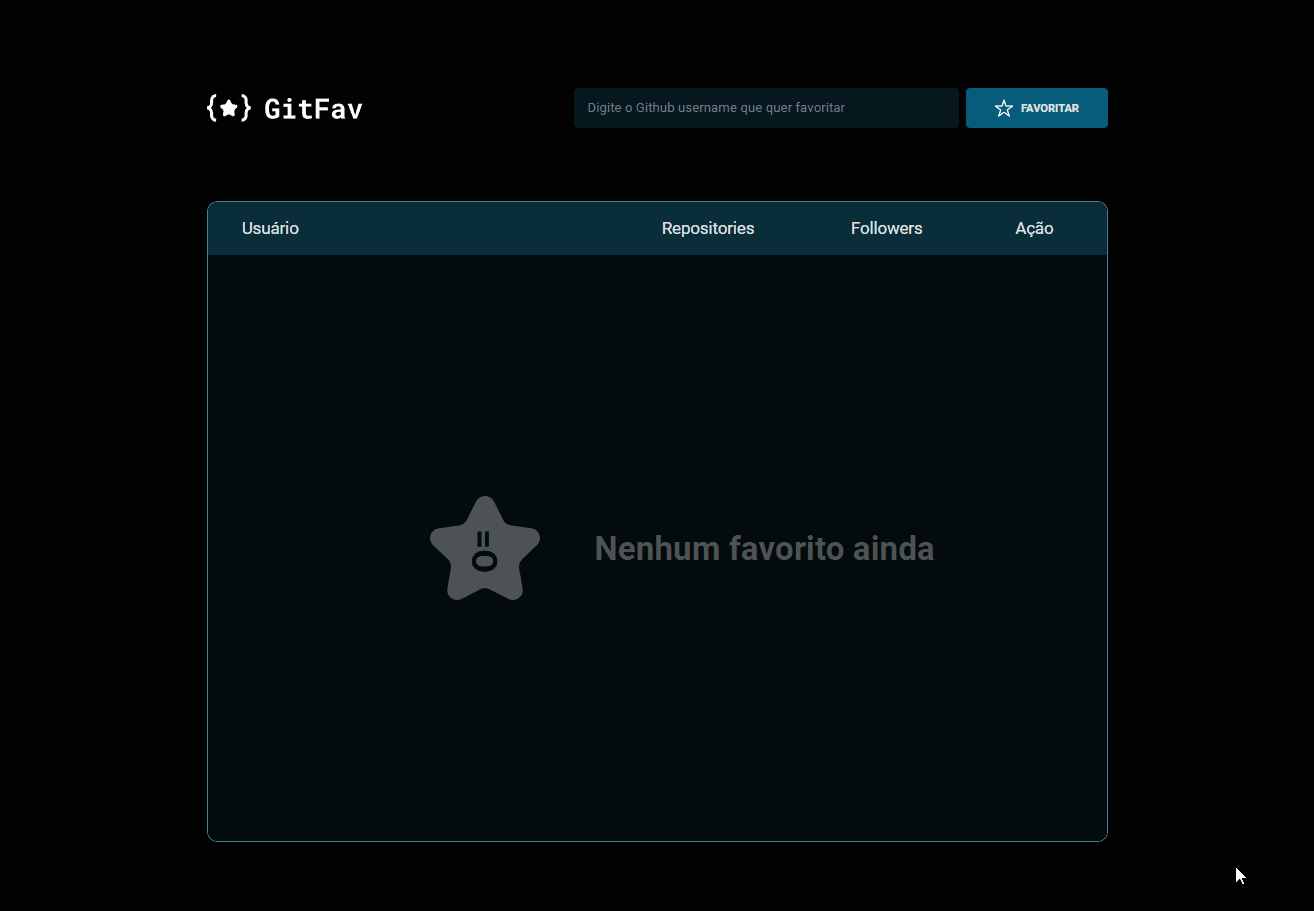 {★} GitFav
Digite o Github username que quer favoritar
FAVORITAR
Usuário Repositories Followers Ação
Nenhum favorito ainda